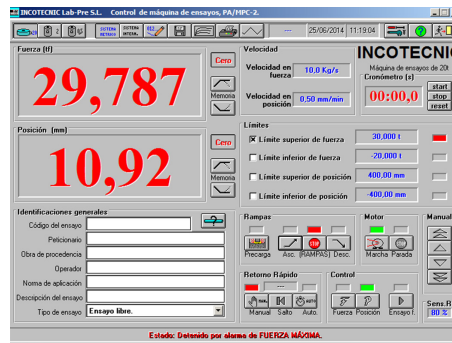 INCOTECNIC Lab-Pre S.L. Control de máquina de ensayos, PA/MPC-2.
SISTEMA METRICO
--- 25/06/2014 11:19:04
Fuerza (tf)
29,787
Cero
Memoria
Posición (mm)
10,92
Cero
Memoria
Velocidad
Velocidad en fuerza 10,0 Kg/s
Velocidad en posición 0,50 mm/min
INCOTECNIC
Máquina de ensayos de 20t
Cronómetro (s)
00:00,0
start
stop
reset
Límites
Límite superior de fuerza 30,000 t
Límite inferior de fuerza -20,000 t
Límite superior de posición 400,00 mm
Límite inferior de posición -400,00 mm
Identificaciones generales
Código del ensayo
Peticionario
Obra de procedencia
Operador
Norma de aplicación
Descripción del ensayo
Tipo de ensayo Ensayo libre.
Rampas
Precarga Asc. [RAMPAS] Desc.
Motor
Marcha Parada
Manual
Retorno Rápido
---
Manual Salto Auto.
Control
Fuerza Posición Ensayo f.
Sens.R
80 %
Estado: Detenido por alarma de FUERZA MÁXIMA.